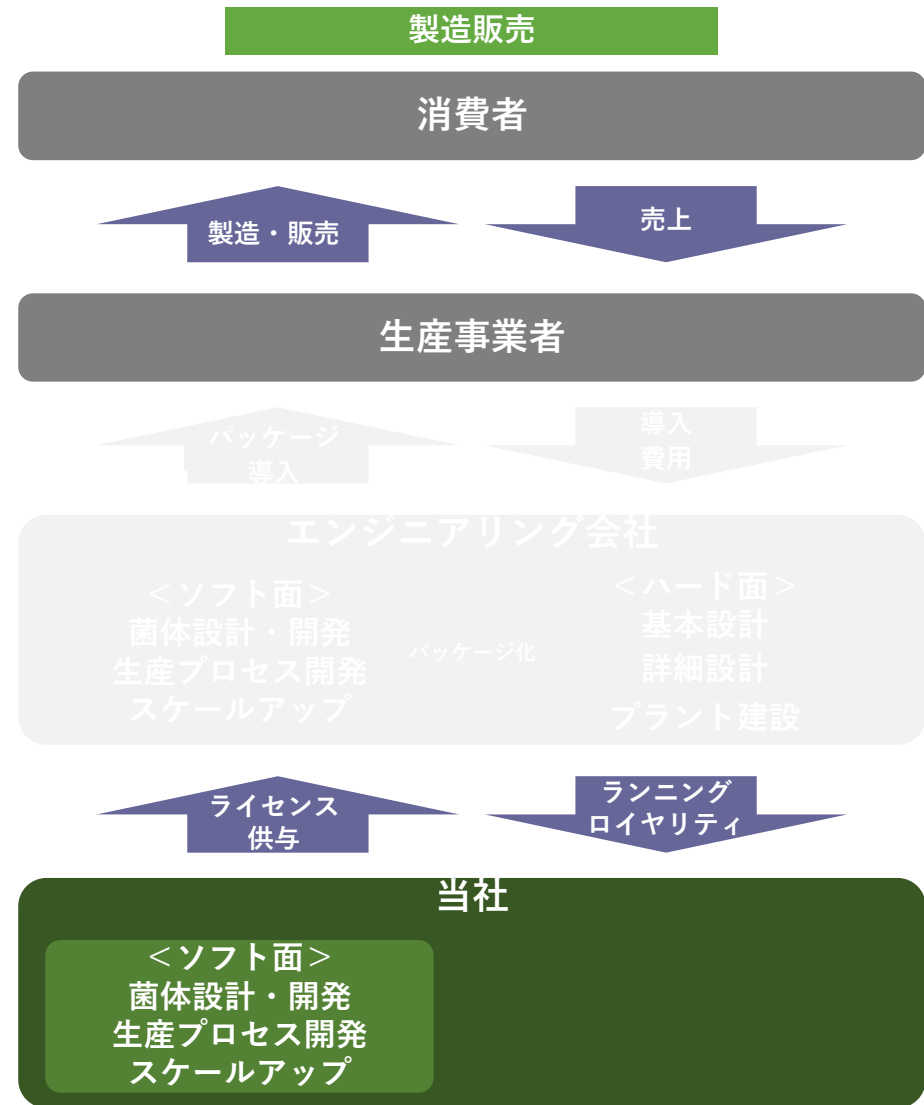 製造販売
消費者
製造・販売
売上
生産事業者
パッケージ
導入
導入
費用
エンジニアリング会社
＜ソフト面＞
菌体設計・開発
生産プロセス開発
スケールアップ
パッケージ化
＜ハード面＞
基本設計
詳細設計
プラント建設
ライセンス
供与
ランニング
ロイヤリティ
当社
＜ソフト面＞
菌体設計・開発
生産プロセス開発
スケールアップ